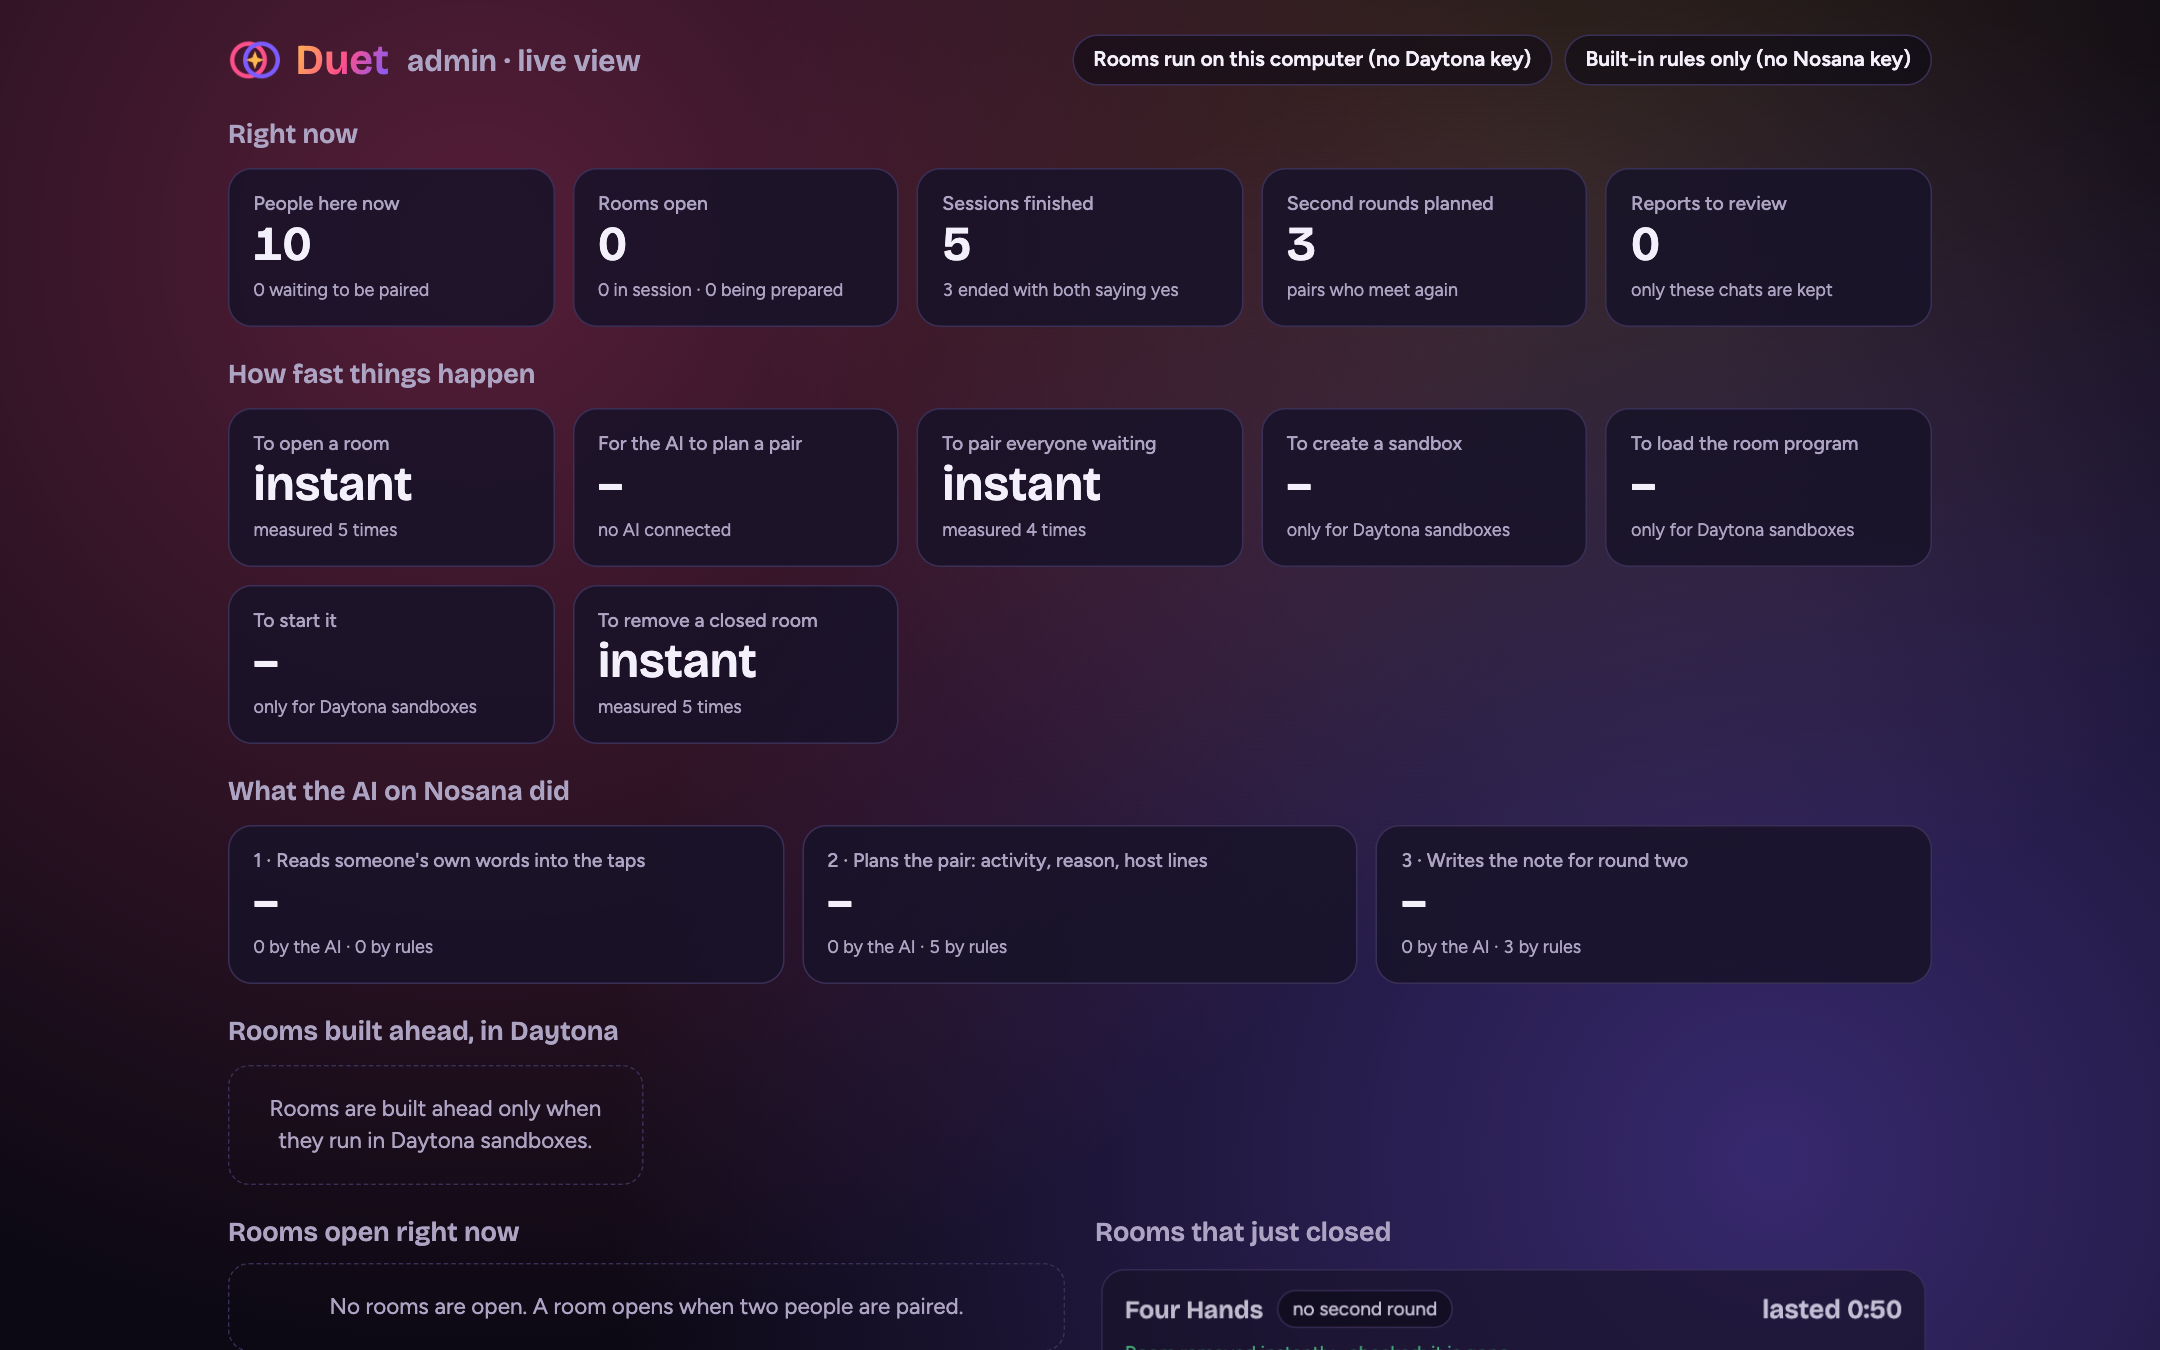 Duet admin · live view
Rooms run on this computer (no Daytona key)
Built-in rules only (no Nosana key)
Right now
People here now
10
0 waiting to be paired
Rooms open
0
0 in session · 0 being prepared
Sessions finished
5
3 ended with both saying yes
Second rounds planned
3
pairs who meet again
Reports to review
0
only these chats are kept
How fast things happen
To open a room
instant
measured 5 times
For the AI to plan a pair
–
no AI connected
To pair everyone waiting
instant
measured 4 times
To create a sandbox
–
only for Daytona sandboxes
To load the room program
–
only for Daytona sandboxes
To start it
–
only for Daytona sandboxes
To remove a closed room
instant
measured 5 times
What the AI on Nosana did
1 · Reads someone's own words into the taps
–
0 by the AI · 0 by rules
2 · Plans the pair: activity, reason, host lines
–
0 by the AI · 5 by rules
3 · Writes the note for round two
–
0 by the AI · 3 by rules
Rooms built ahead, in Daytona
Rooms are built ahead only when
they run in Daytona sandboxes.
Rooms open right now
No rooms are open. A room opens when two people are paired.
Rooms that just closed
Four Hands
no second round
lasted 0:50